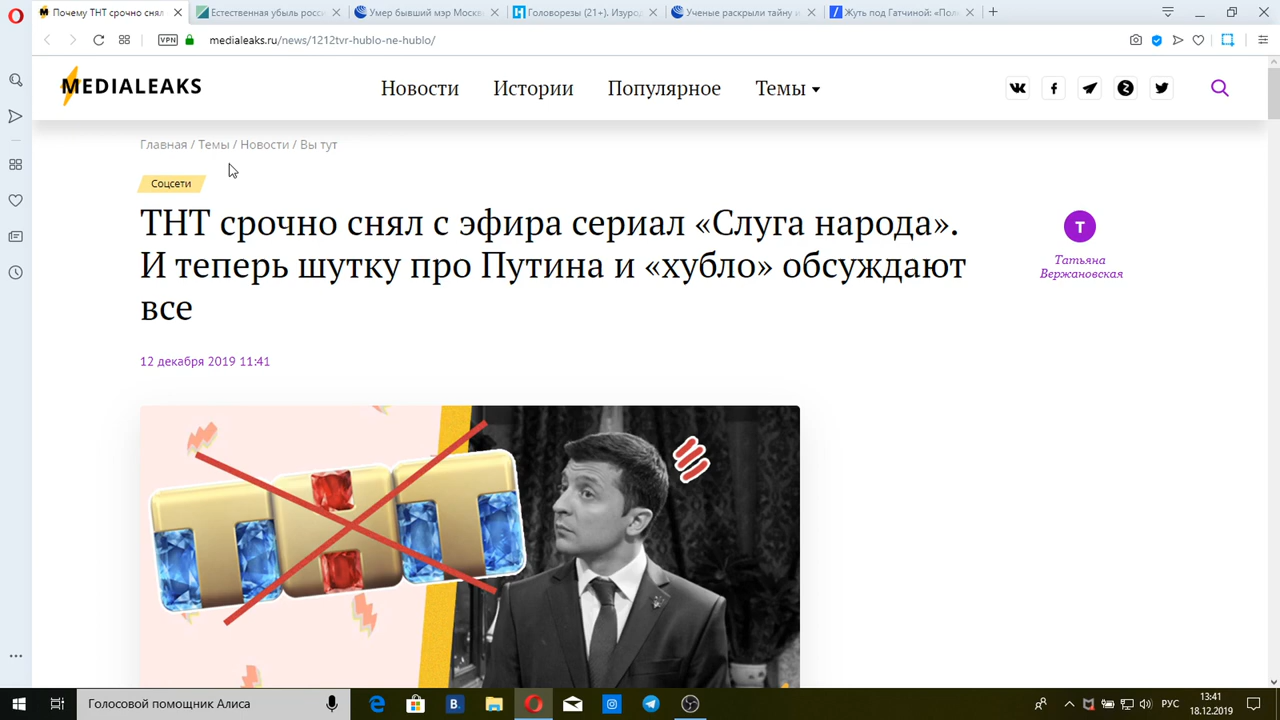 Почему ТНТ срочно снял
Естественная убыль росси
Умер бывший мэр Москв
Головорезы (21+). Изурод
Ученые раскрыли тайну и
Жуть под Гатчиной: «Пол
VPN
medialeaks.ru/news/1212tvr-hublo-ne-hublo/
MEDIALEAKS
Новости
Истории
Популярное
Темы
Главная / Темы / Новости / Вы тут
Соцсети
ТНТ срочно снял с эфира сериал «Слуга народа».
И теперь шутку про Путина и «хубло» обсуждают
все
Т
Татьяна
Вержановская
12 декабря 2019 11:41
ТНТ
Голосовой помощник Алиса
РУС
13:41
18.12.2019